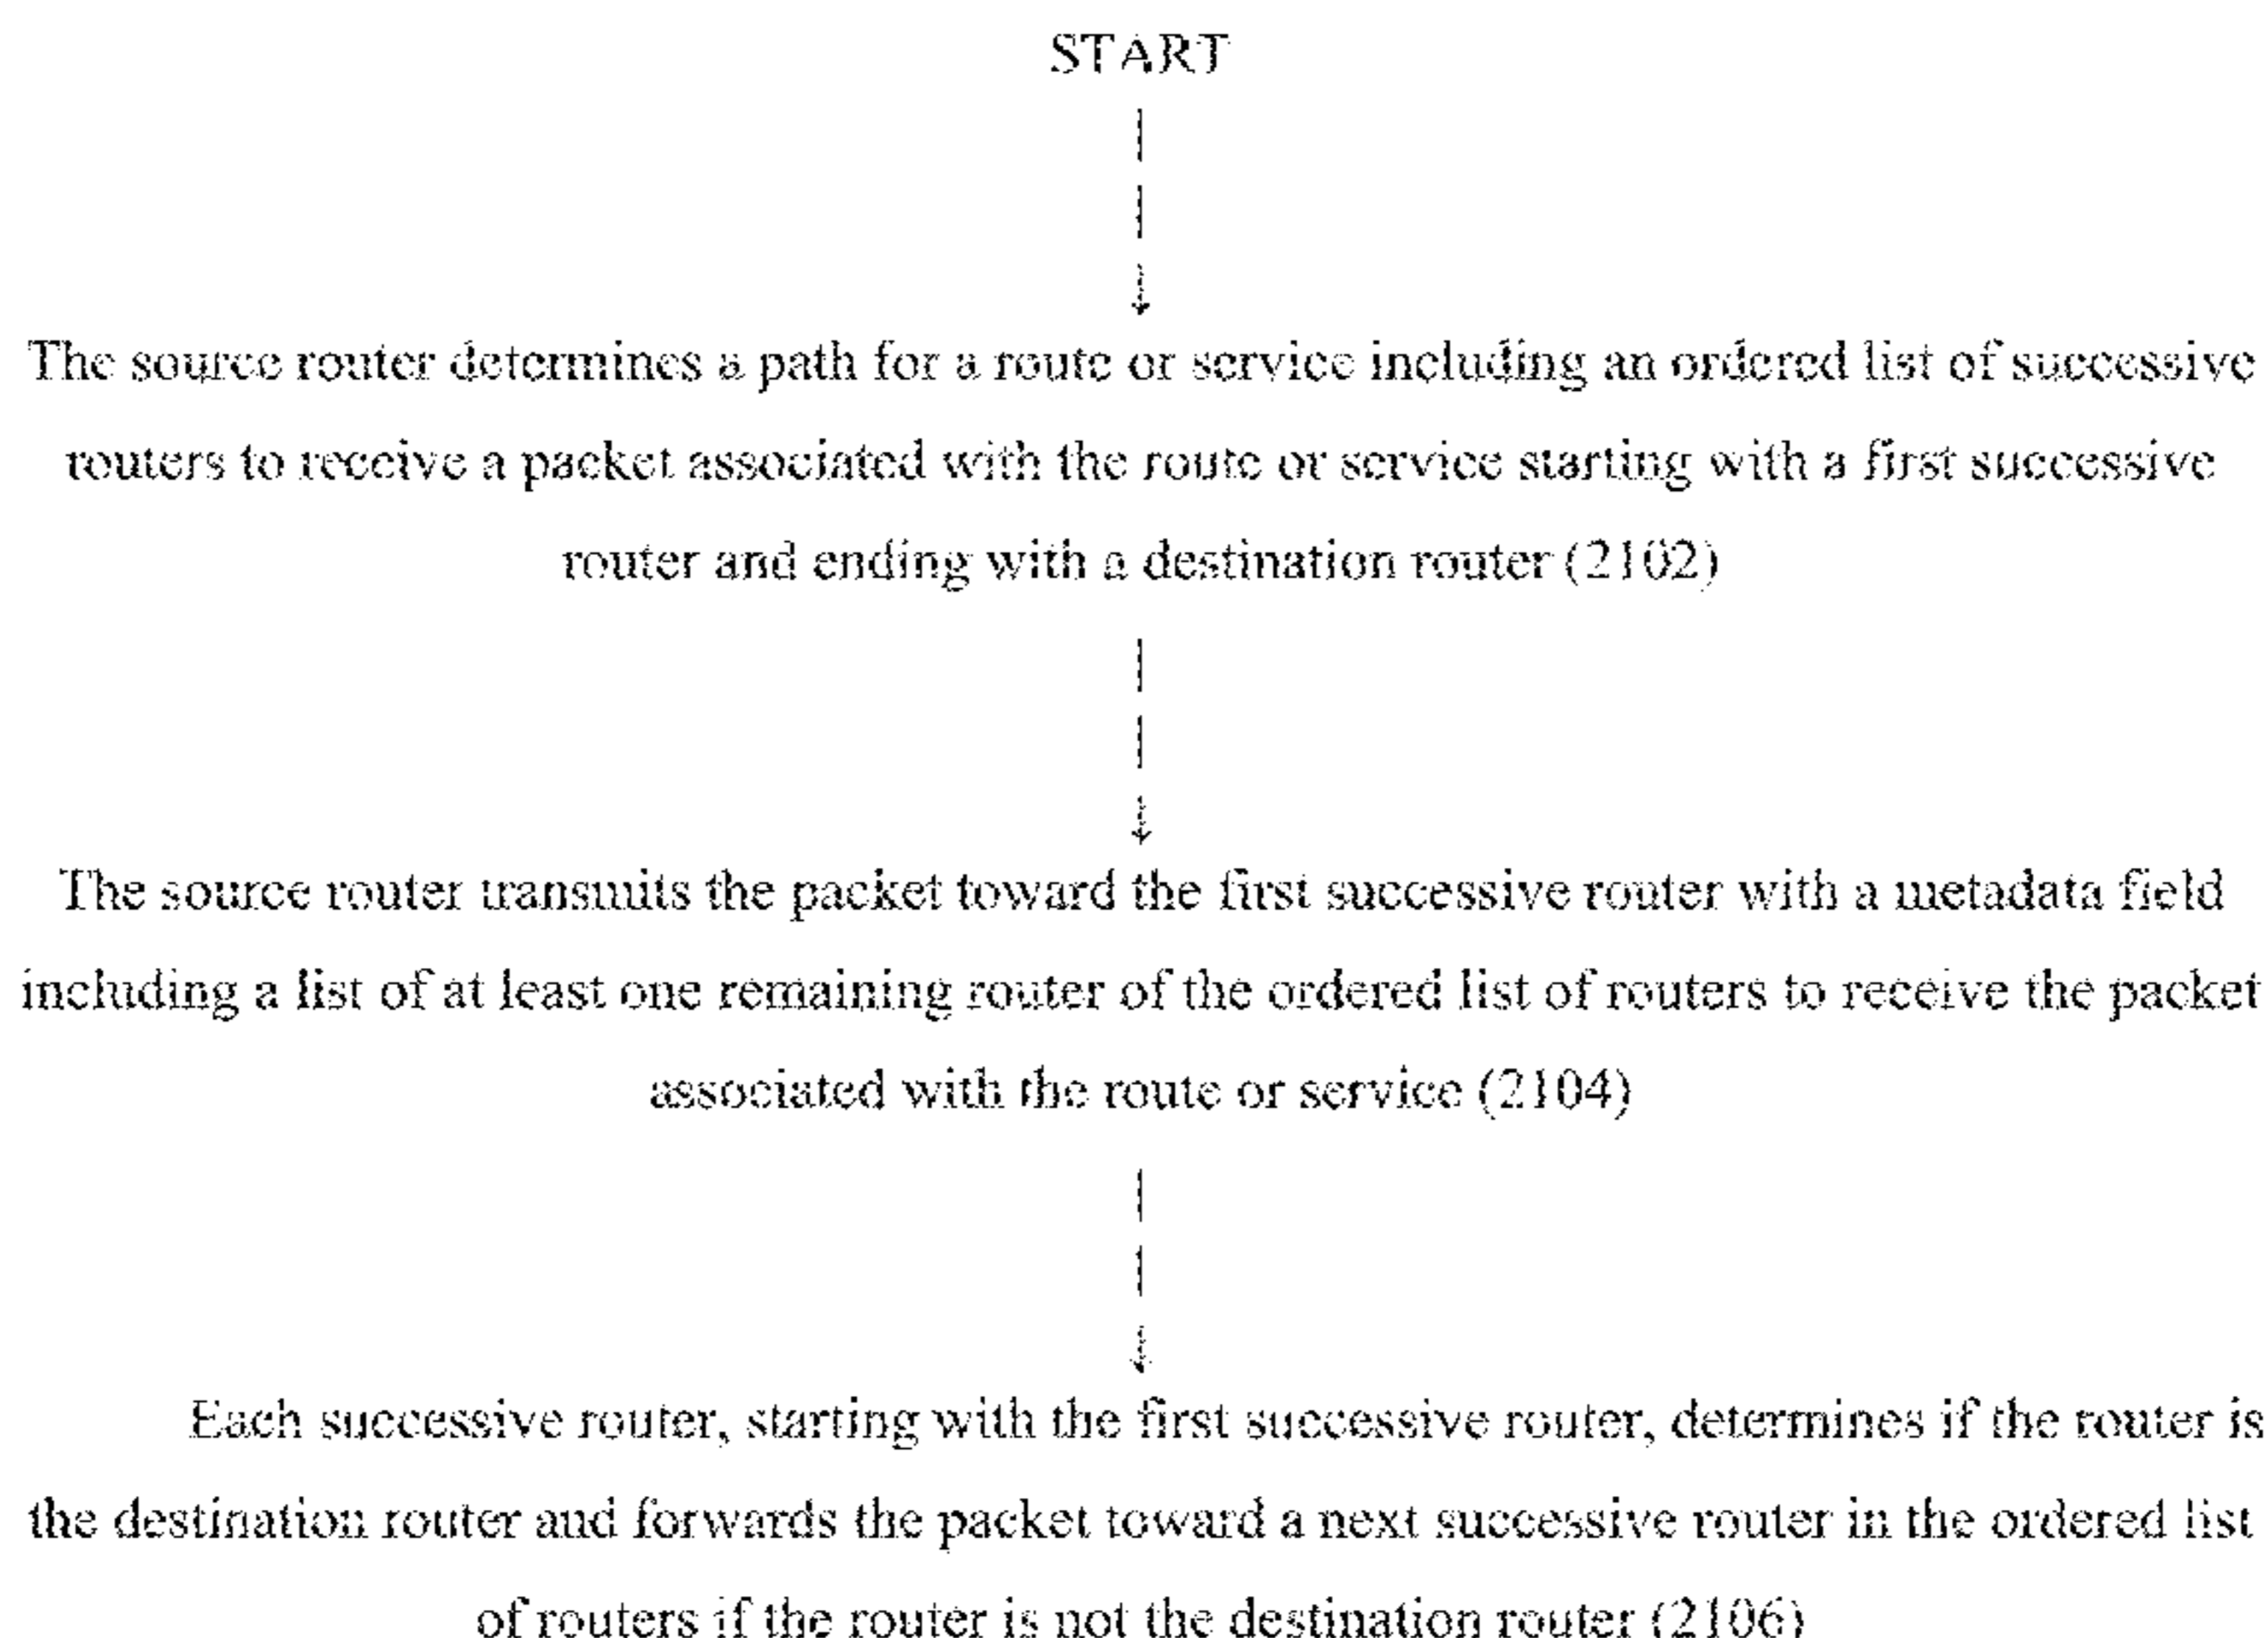 START
The source router determines a path for a route or service including an ordered list of successive
routers to receive a packet associated with the route or service starting with a first successive
router and ending with a destination router (2102)
The source router transmits the packet toward the first successive router with a metadata field
including a list of at least one remaining router of the ordered list of routers to receive the packet
associated with the route or service (2104)
Each successive router, starting with the first successive router, determines if the router is
the destination router and forwards the packet toward a next successive router in the ordered list
of routers if the router is not the destination router (2106)